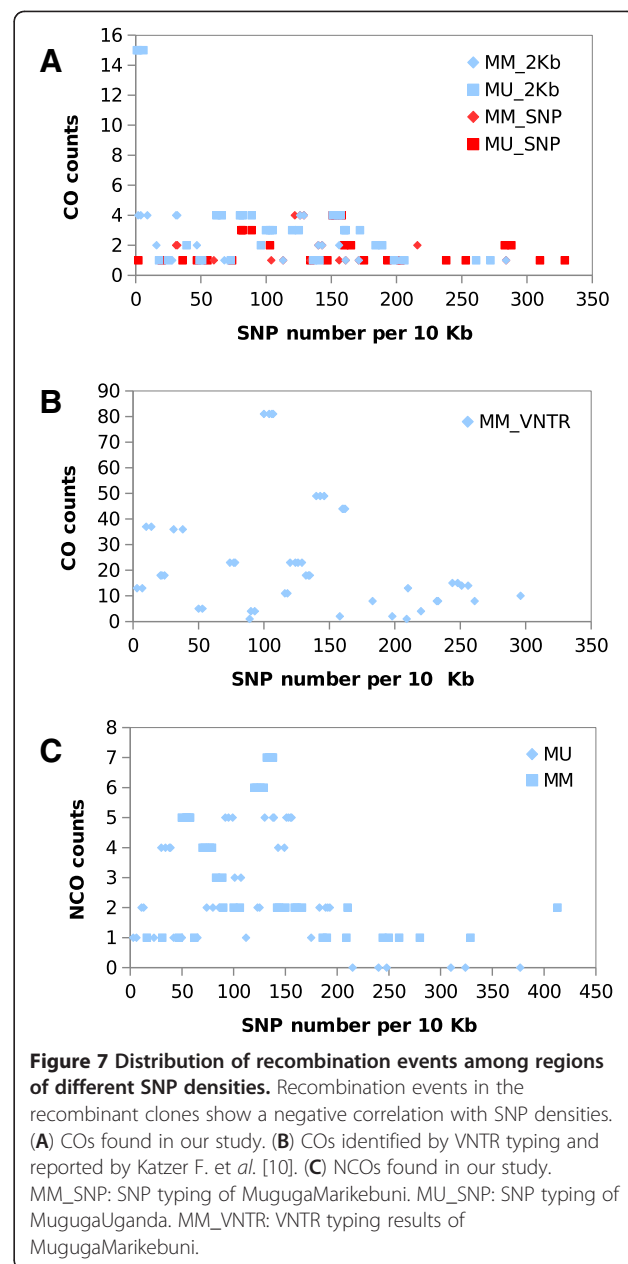 A
16
14
12
10
8
6
4
2
0
CO counts
0 50 100 150 200 250 300 350
SNP number per 10 Kb
MM_2Kb
MU_2Kb
MM_SNP
MU_SNP
B
90
80
70
60
50
40
30
20
10
0
CO counts
0 50 100 150 200 250 300 350
SNP number per 10 Kb
MM_VNTR
C
8
7
6
5
4
3
2
1
0
NCO counts
0 50 100 150 200 250 300 350 400 450
SNP number per 10 Kb
MU
MM
Figure 7 Distribution of recombination events among regions
of different SNP densities. Recombination events in the
recombinant clones show a negative correlation with SNP densities.
(A) COs found in our study. (B) COs identified by VNTR typing and
reported by Katzer F. et al. [10]. (C) NCOs found in our study.
MM_SNP: SNP typing of MugugaMarikebuni. MU_SNP: SNP typing of
MugugaUganda. MM_VNTR: VNTR typing results of
MugugaMarikebuni.